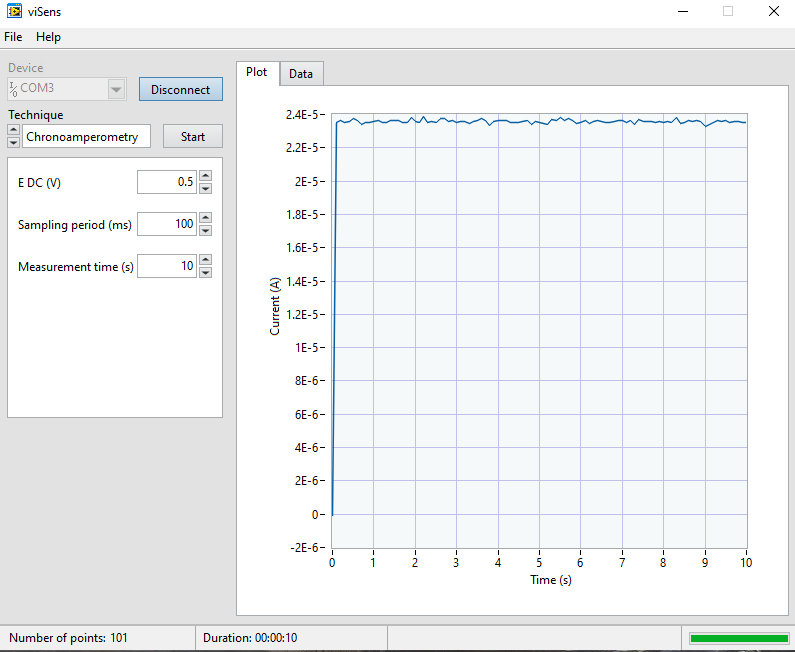 viSens
File Help
Device
COM3
Disconnect
Technique
Chronoamperometry
Start
E DC (V)
0.5
Sampling period (ms)
100
Measurement time (s)
10
Plot
Data
2.4E-5
2.2E-5
2E-5
1.8E-5
1.6E-5
1.4E-5
1.2E-5
1E-5
8E-6
6E-6
4E-6
2E-6
0
-2E-6
Current (A)
0 1 2 3 4 5 6 7 8 9 10
Time (s)
Number of points: 101
Duration: 00:00:10